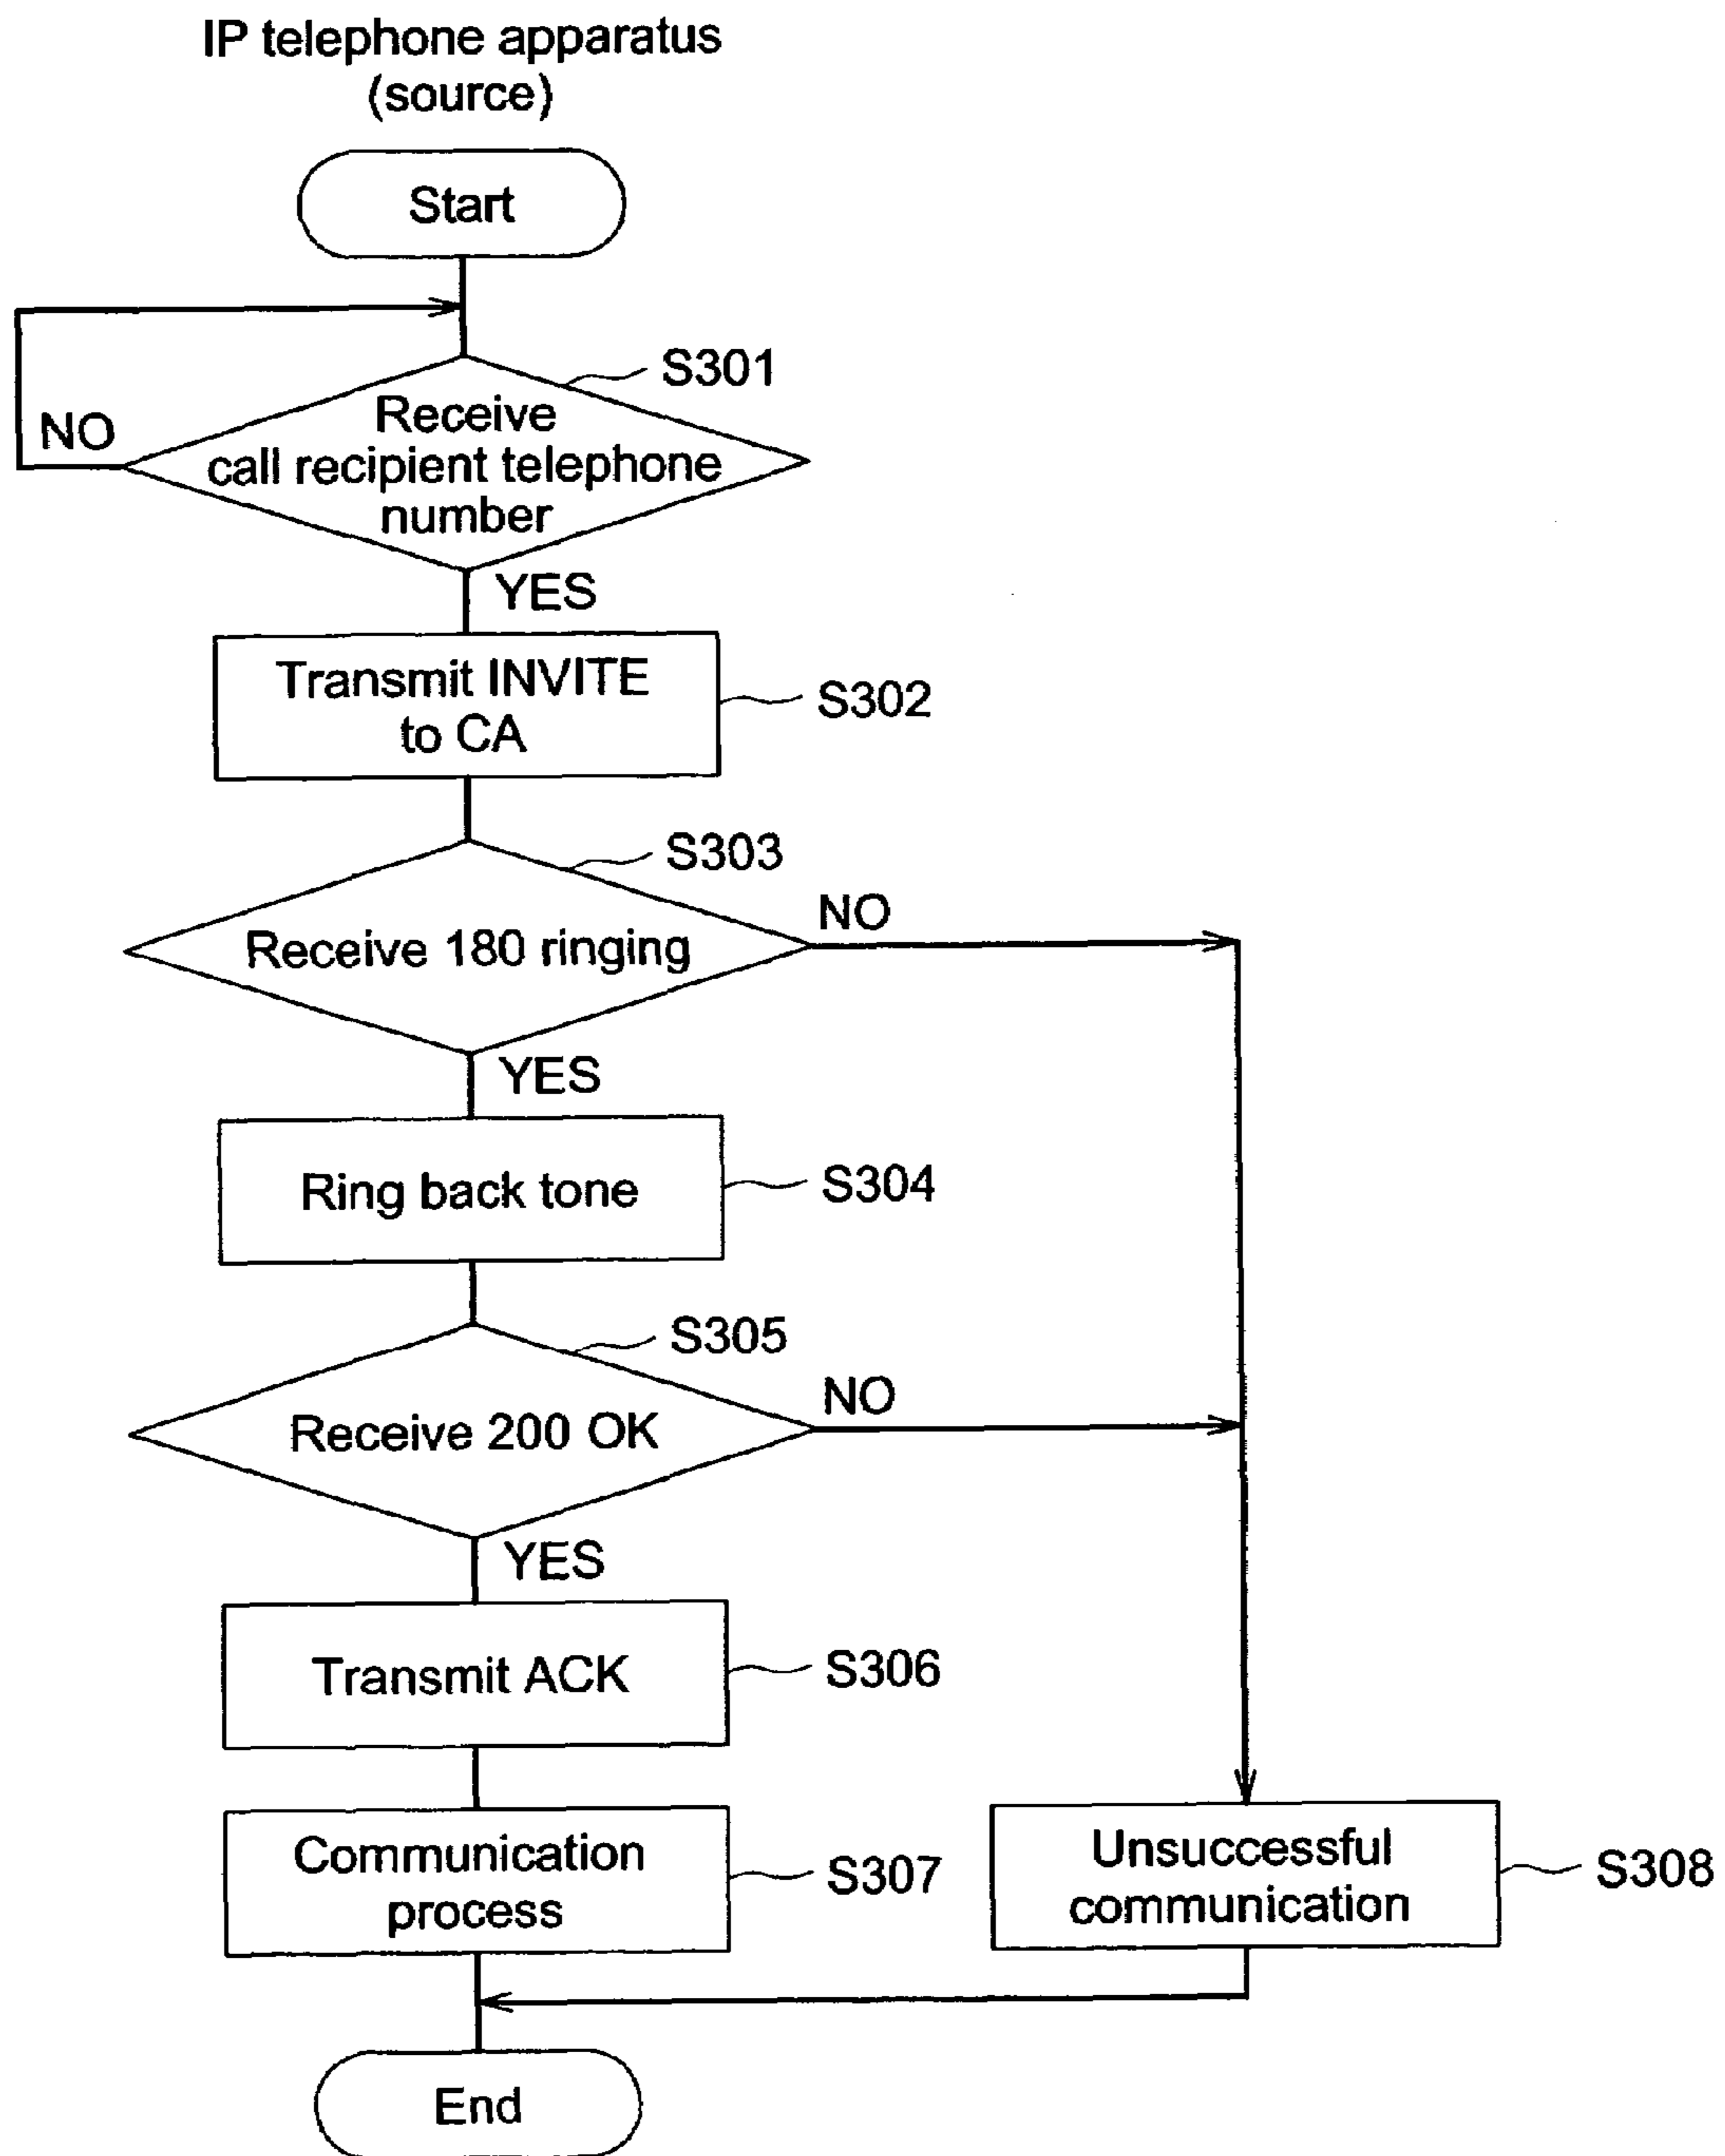 IP telephone apparatus
(source)
Start
S301
Receive
call recipient telephone
number
NO
YES
Transmit INVITE
to CA
S302
S303
Receive 180 ringing
NO
YES
Ring back tone
S304
S305
Receive 200 OK
NO
YES
Transmit ACK
S306
Communication
process
S307
Unsuccessful
communication
S308
End